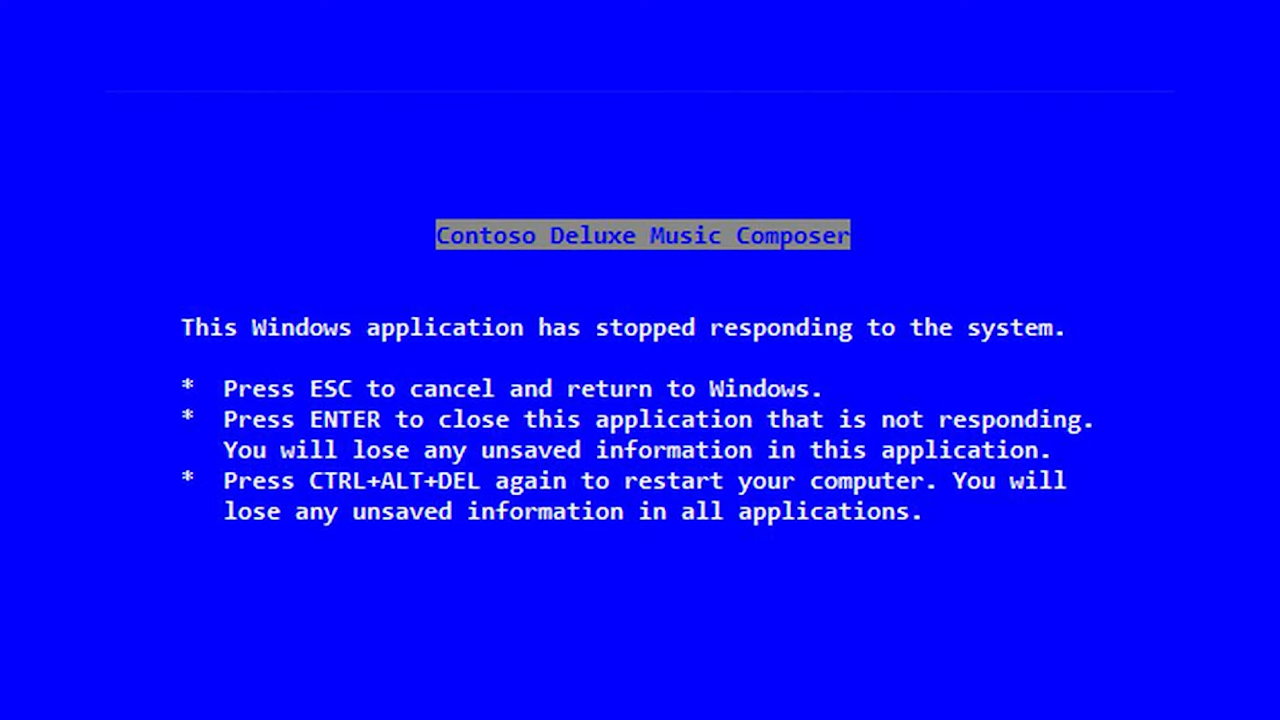 Contoso Deluxe Music Composer
This Windows application has stopped responding to the system.
*  Press ESC to cancel and return to Windows.
*  Press ENTER to close this application that is not responding.
You will lose any unsaved information in this application.
*  Press CTRL+ALT+DEL again to restart your computer. You will
lose any unsaved information in all applications.